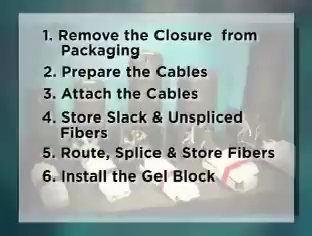 1. Remove the Closure from
Packaging
2. Prepare the Cables
3. Attach the Cables
4. Store Slack & Unspliced
Fibers
5. Route, Splice & Store Fibers
6. Install the Gel Block